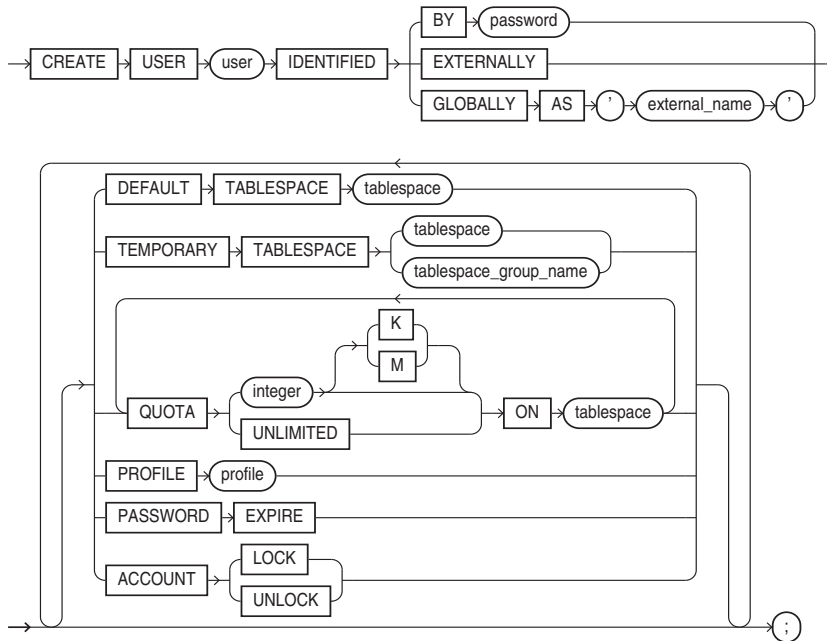 BY password
CREATE USER user IDENTIFIED EXTERNALLY
GLOBALLY AS ' external_name '
DEFAULT TABLESPACE tablespace
TEMPORARY TABLESPACE tablespace
tablespace_group_name
K
M
QUOTA integer ON tablespace
UNLIMITED
PROFILE profile
PASSWORD EXPIRE
ACCOUNT LOCK
UNLOCK
;